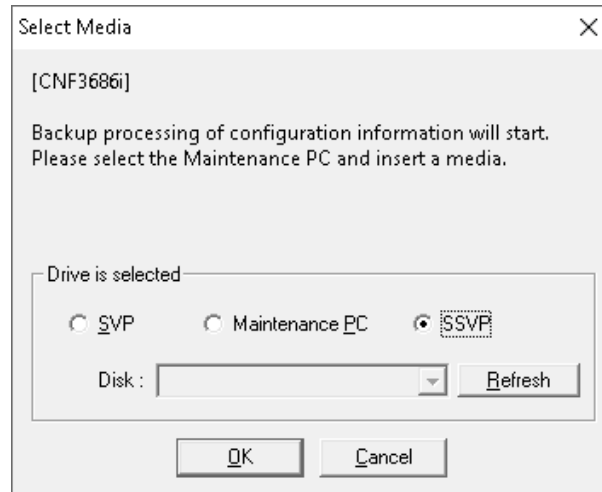 Select Media
[CNF3686i]
Backup processing of configuration information will start.
Please select the Maintenance PC and insert a media.
Drive is selected
SVP Maintenance PC SSVP
Disk : Refresh
OK Cancel